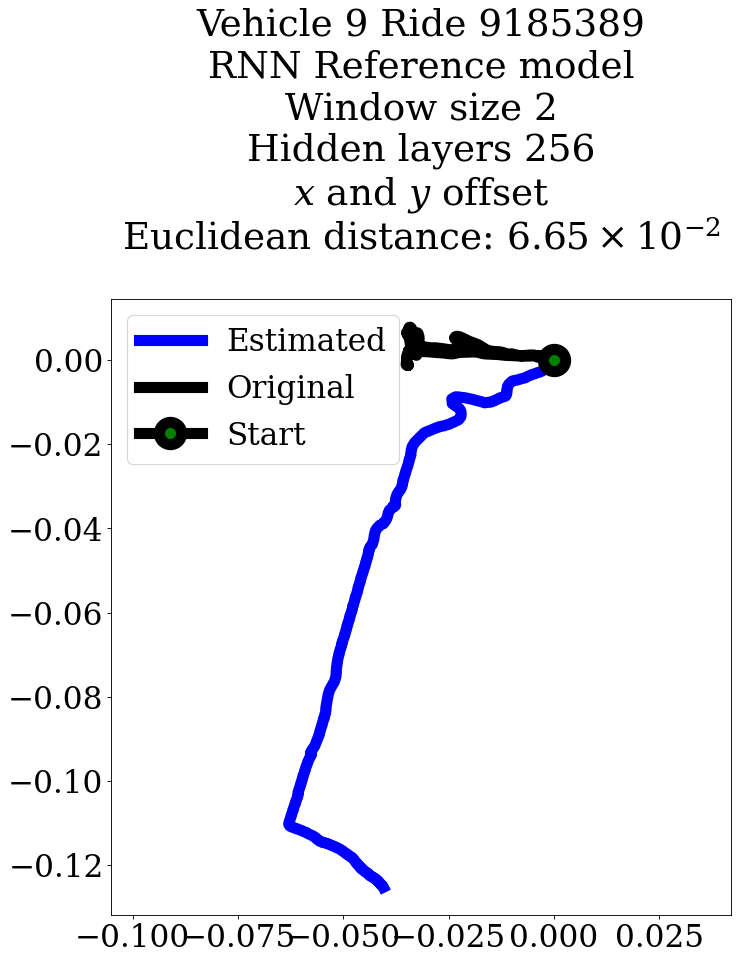 Vehicle 9 Ride 9185389
RNN Reference model
Window size 2
Hidden layers 256
x and y offset
Euclidean distance: 6.65 × 10⁻²
Estimated
Original
Start
0.00
−0.02
−0.04
−0.06
−0.08
−0.10
−0.12
−0.100 −0.075 −0.050 −0.025 0.000 0.025